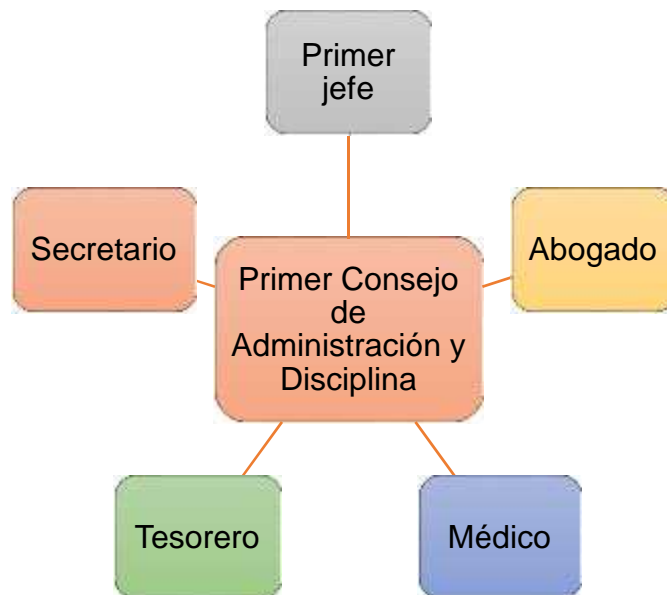 Primer
jefe
Secretario
Abogado
Primer Consejo
de
Administración y
Disciplina
Tesorero
Médico